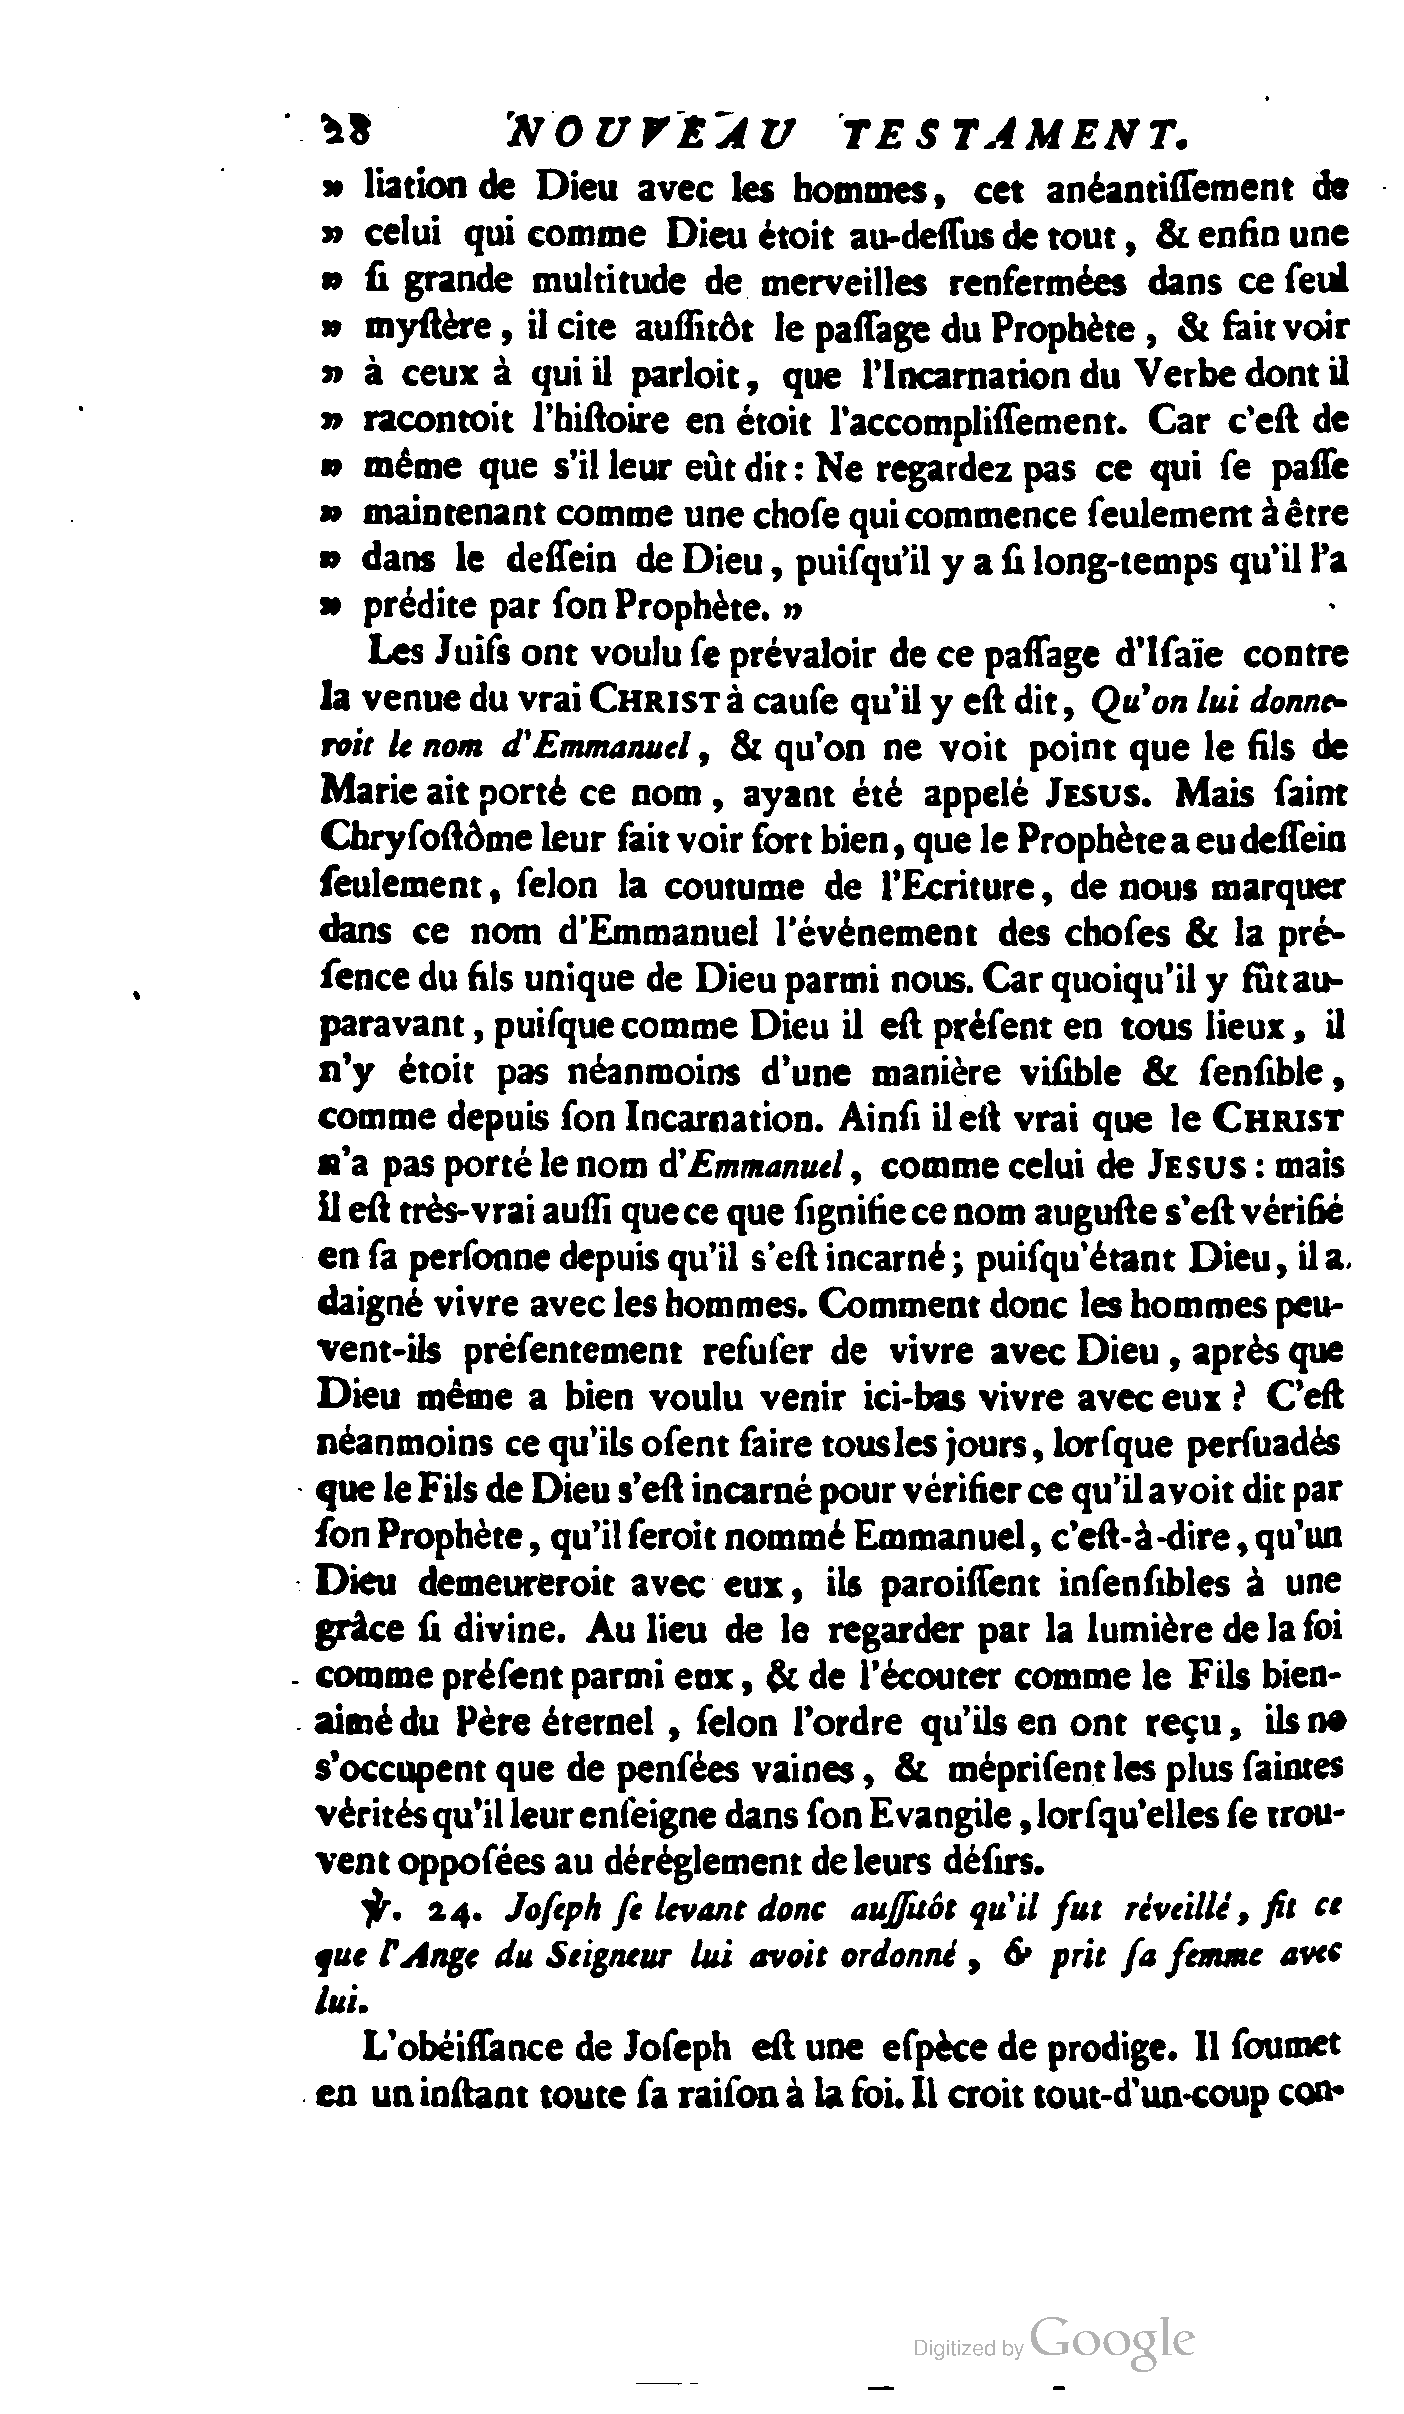 28 NOUVEAU TESTAMENT.
» liation de Dieu avec les hommes, cet anéantiſſement de
» celui qui comme Dieu étoit au-deſſus de tout, & enfin une
» ſi grande multitude de merveilles renfermées dans ce ſeul
» myſtère, il cite auſſitôt le paſſage du Prophète, & fait voir
» à ceux à qui il parloit, que l'Incarnation du Verbe dont il
» racontoit l'hiſtoire en étoit l'accompliſſement. Car c'eſt de
» même que s'il leur eût dit : Ne regardez pas ce qui ſe paſſe
» maintenant comme une choſe qui commence ſeulement à être
» dans le deſſein de Dieu, puiſqu'il y a ſi long-temps qu'il l'a
» prédite par ſon Prophète. »
Les Juifs ont voulu ſe prévaloir de ce paſſage d'Iſaïe contre
la venue du vrai CHRIST à cauſe qu'il y eſt dit, Qu'on lui donne-
roit le nom d'Emmanuel, & qu'on ne voit point que le fils de
Marie ait porté ce nom, ayant été appelé JESUS. Mais ſaint
Chryſoſtôme leur fait voir fort bien, que le Prophète a eu deſſein
ſeulement, ſelon la coutume de l'Ecriture, de nous marquer
dans ce nom d'Emmanuel l'événement des choſes & la pré-
ſence du fils unique de Dieu parmi nous. Car quoiqu'il y fût au-
paravant, puiſque comme Dieu il eſt préſent en tous lieux, il
n'y étoit pas néanmoins d'une manière viſible & ſenſible,
comme depuis ſon Incarnation. Ainſi il eſt vrai que le CHRIST
n'a pas porté le nom d'Emmanuel, comme celui de JESUS : mais
il eſt très-vrai auſſi que ce que ſignifie ce nom auguſte s'eſt vérifié
en ſa perſonne depuis qu'il s'eſt incarné ; puiſqu'étant Dieu, il a
daigné vivre avec les hommes. Comment donc les hommes peu-
vent-ils préſentement refuſer de vivre avec Dieu, après que
Dieu même a bien voulu venir ici-bas vivre avec eux ? C'eſt
néanmoins ce qu'ils oſent faire tous les jours, lorſque perſuadés
que le Fils de Dieu s'eſt incarné pour vérifier ce qu'il avoit dit par
ſon Prophète, qu'il ſeroit nommé Emmanuel, c'eſt-à-dire, qu'un
Dieu demeureroit avec eux, ils paroiſſent inſenſibles à une
grâce ſi divine. Au lieu de le regarder par la lumière de la foi
comme préſent parmi eux, & de l'écouter comme le Fils bien-
aimé du Père éternel, ſelon l'ordre qu'ils en ont reçu, ils ne
s'occupent que de penſées vaines, & mépriſent les plus ſaintes
vérités qu'il leur enſeigne dans ſon Evangile, lorſqu'elles ſe trou-
vent oppoſées au dérèglement de leurs déſirs.
℣. 24. Joſeph ſe levant donc auſſitôt qu'il fut réveillé, fit ce
que l'Ange du Seigneur lui avoit ordonné, & prit ſa femme avec
lui.
L'obéiſſance de Joſeph eſt une eſpèce de prodige. Il ſoumet
en un inſtant toute ſa raiſon à la foi. Il croit tout-d'un-coup con-
Digitized by Google